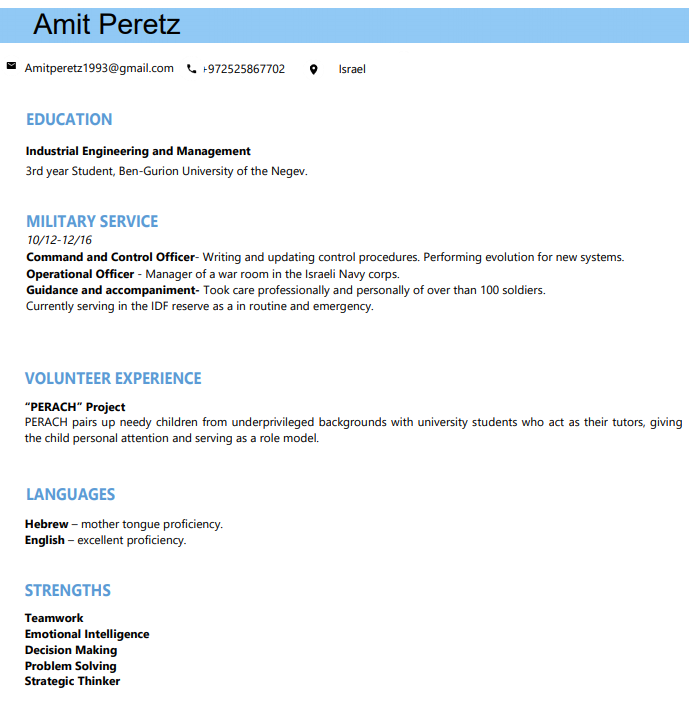 Amit Peretz
Amitperetz1993@gmail.com +972525867702 Israel
EDUCATION
Industrial Engineering and Management
3rd year Student, Ben-Gurion University of the Negev.
MILITARY SERVICE
10/12-12/16
Command and Control Officer- Writing and updating control procedures. Performing evolution for new systems.
Operational Officer - Manager of a war room in the Israeli Navy corps.
Guidance and accompaniment- Took care professionally and personally of over than 100 soldiers.
Currently serving in the IDF reserve as a in routine and emergency.
VOLUNTEER EXPERIENCE
“PERACH” Project
PERACH pairs up needy children from underprivileged backgrounds with university students who act as their tutors, giving
the child personal attention and serving as a role model.
LANGUAGES
Hebrew – mother tongue proficiency.
English – excellent proficiency.
STRENGTHS
Teamwork
Emotional Intelligence
Decision Making
Problem Solving
Strategic Thinker